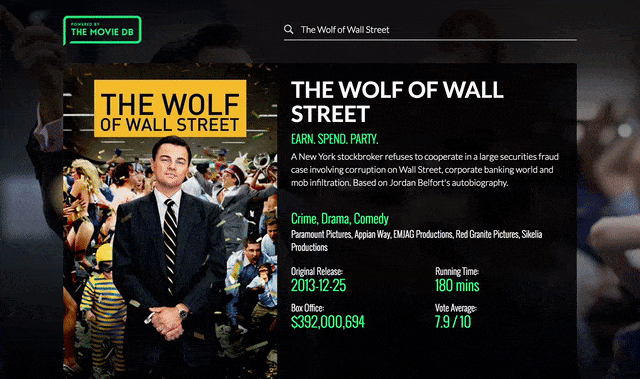 POWERED BY
THE MOVIE DB
The Wolf of Wall Street
THE WOLF
OF WALL STREET
THE WOLF OF WALL
STREET
EARN. SPEND. PARTY.
A New York stockbroker refuses to cooperate in a large securities fraud
case involving corruption on Wall Street, corporate banking world and
mob infiltration. Based on Jordan Belfort's autobiography.
Crime, Drama, Comedy
Paramount Pictures, Appian Way, EMJAG Productions, Red Granite Pictures, Sikelia
Productions
Original Release:
2013-12-25
Running Time:
180 mins
Box Office:
$392,000,694
Vote Average:
7.9 / 10